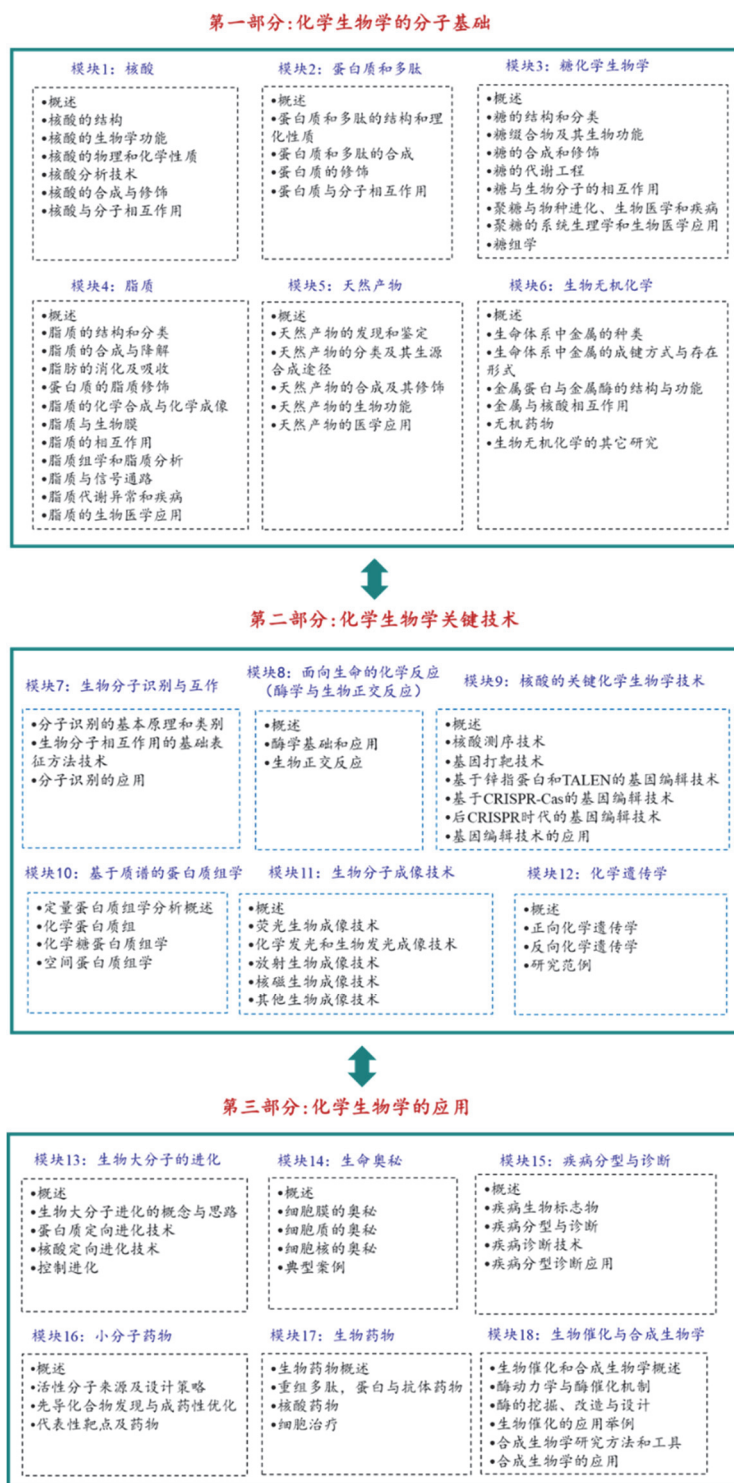 第一部分:化学生物学的分子基础
模块1：核酸
•概述
•核酸的结构
•核酸的生物学功能
•核酸的物理和化学性质
•核酸分析技术
•核酸的合成与修饰
•核酸与分子相互作用
模块2：蛋白质和多肽
•概述
•蛋白质和多肽的结构和理
化性质
•蛋白质和多肽的合成
•蛋白质的修饰
•蛋白质与分子相互作用
模块3：糖化学生物学
•概述
•糖的结构和分类
•糖缀合物及其生物功能
•糖的合成和修饰
•糖的代谢工程
•糖与生物分子的相互作用
•聚糖与物种进化、生物医学和疾病
•聚糖的系统生理学和生物医学应用
•糖组学
模块4：脂质
•概述
•脂质的结构和分类
•脂质的合成与降解
•脂肪的消化及吸收
•蛋白质的脂质修饰
•脂质的化学合成与化学成像
•脂质与生物膜
•脂质的相互作用
•脂质组学和脂质分析
•脂质与信号通路
•脂质代谢异常和疾病
•脂质的生物医学应用
模块5：天然产物
•概述
•天然产物的发现和鉴定
•天然产物的分类及其生源
合成途径
•天然产物的合成及其修饰
•天然产物的生物功能
•天然产物的医学应用
模块6：生物无机化学
•概述
•生命体系中金属的种类
•生命体系中金属的成键方式与存在
形式
•金属蛋白与金属酶的结构与功能
•金属与核酸相互作用
•无机药物
•生物无机化学的其它研究
第二部分:化学生物学关键技术
模块7：生物分子识别与互作
•分子识别的基本原理和类别
•生物分子相互作用的基础表
征方法技术
•分子识别的应用
模块8：面向生命的化学反应
（酶学与生物正交反应）
•概述
•酶学基础和应用
•生物正交反应
模块9：核酸的关键化学生物学技术
•概述
•核酸测序技术
•基因打靶技术
•基于锌指蛋白和TALEN的基因编辑技术
•基于CRISPR-Cas的基因编辑技术
•后CRISPR时代的基因编辑技术
•基因编辑技术的应用
模块10：基于质谱的蛋白质组学
•定量蛋白质组学分析概述
•化学蛋白质组
•化学糖蛋白质组学
•空间蛋白质组学
模块11：生物分子成像技术
•概述
•荧光生物成像技术
•化学发光和生物发光成像技术
•放射生物成像技术
•核磁生物成像技术
•其他生物成像技术
模块12：化学遗传学
•概述
•正向化学遗传学
•反向化学遗传学
•研究范例
第三部分:化学生物学的应用
模块13：生物大分子的进化
•概述
•生物大分子进化的概念与思路
•蛋白质定向进化技术
•核酸定向进化技术
•控制进化
模块14：生命奥秘
•概述
•细胞膜的奥秘
•细胞质的奥秘
•细胞核的奥秘
•典型案例
模块15：疾病分型与诊断
•概述
•疾病生物标志物
•疾病分型与诊断
•疾病诊断技术
•疾病分型诊断应用
模块16：小分子药物
•概述
•活性分子来源及设计策略
•先导化合物发现与成药性优化
•代表性靶点及药物
模块17：生物药物
•生物药物概述
•重组多肽，蛋白与抗体药物
•核酸药物
•细胞治疗
模块18：生物催化与合成生物学
•生物催化和合成生物学概述
•酶动力学与酶催化机制
•酶的挖掘、改造与设计
•生物催化的应用举例
•合成生物学研究方法和工具
•合成生物学的应用